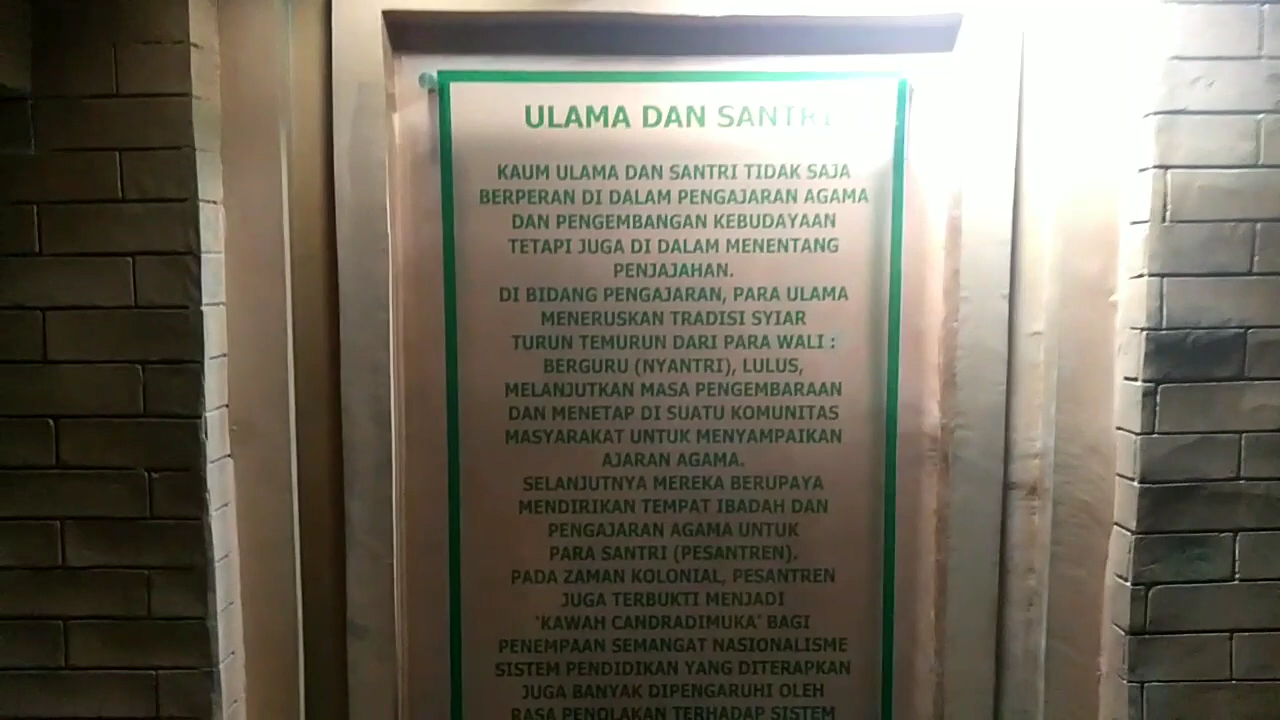 ULAMA DAN SANTRI
KAUM ULAMA DAN SANTRI TIDAK SAJA
BERPERAN DI DALAM PENGAJARAN AGAMA
DAN PENGEMBANGAN KEBUDAYAAN
TETAPI JUGA DI DALAM MENENTANG
PENJAJAHAN.
DI BIDANG PENGAJARAN, PARA ULAMA
MENERUSKAN TRADISI SYIAR
TURUN TEMURUN DARI PARA WALI :
BERGURU (NYANTRI), LULUS,
MELANJUTKAN MASA PENGEMBARAAN
DAN MENETAP DI SUATU KOMUNITAS
MASYARAKAT UNTUK MENYAMPAIKAN
AJARAN AGAMA.
SELANJUTNYA MEREKA BERUPAYA
MENDIRIKAN TEMPAT IBADAH DAN
PENGAJARAN AGAMA UNTUK
PARA SANTRI (PESANTREN).
PADA ZAMAN KOLONIAL, PESANTREN
JUGA TERBUKTI MENJADI
'KAWAH CANDRADIMUKA' BAGI
PENEMPAAN SEMANGAT NASIONALISME
SISTEM PENDIDIKAN YANG DITERAPKAN
JUGA BANYAK DIPENGARUHI OLEH
RASA PENOLAKAN TERHADAP SISTEM